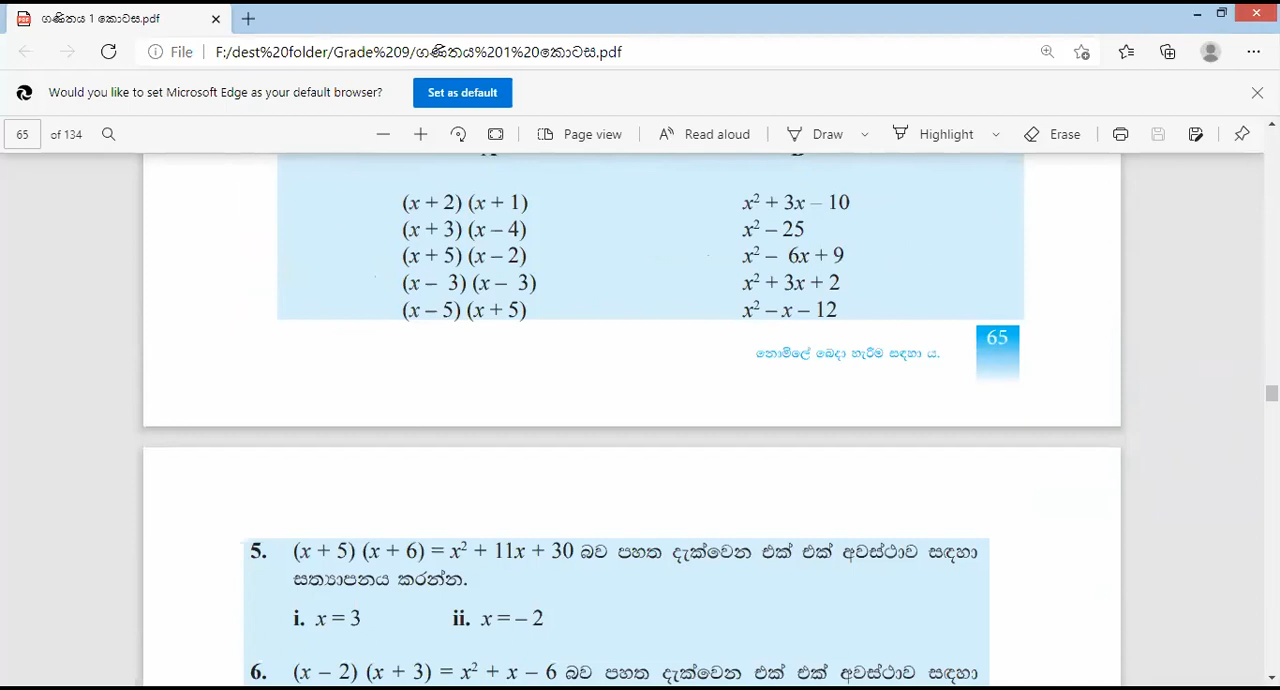 ගණිතය 1 කොටස.pdf
File F:/dest%20folder/Grade%209/ගණිතය%201%20කොටස.pdf
Would you like to set Microsoft Edge as your default browser? Set as default
65 of 134 Page view Read aloud Draw Highlight Erase
(x + 2) (x + 1) x² + 3x – 10
(x + 3) (x – 4) x² – 25
(x + 5) (x – 2) x² – 6x + 9
(x – 3) (x – 3) x² + 3x + 2
(x – 5) (x + 5) x² – x – 12
නොමිලේ බෙදා හැරීම සඳහා ය. 65
5. (x + 5) (x + 6) = x² + 11x + 30 බව පහත දැක්වෙන එක් එක් අවස්ථාව සඳහා
සත්‍යාපනය කරන්න.
i. x = 3 ii. x = – 2
6. (x – 2) (x + 3) = x² + x – 6 බව පහත දැක්වෙන එක් එක් අවස්ථාව සඳහා